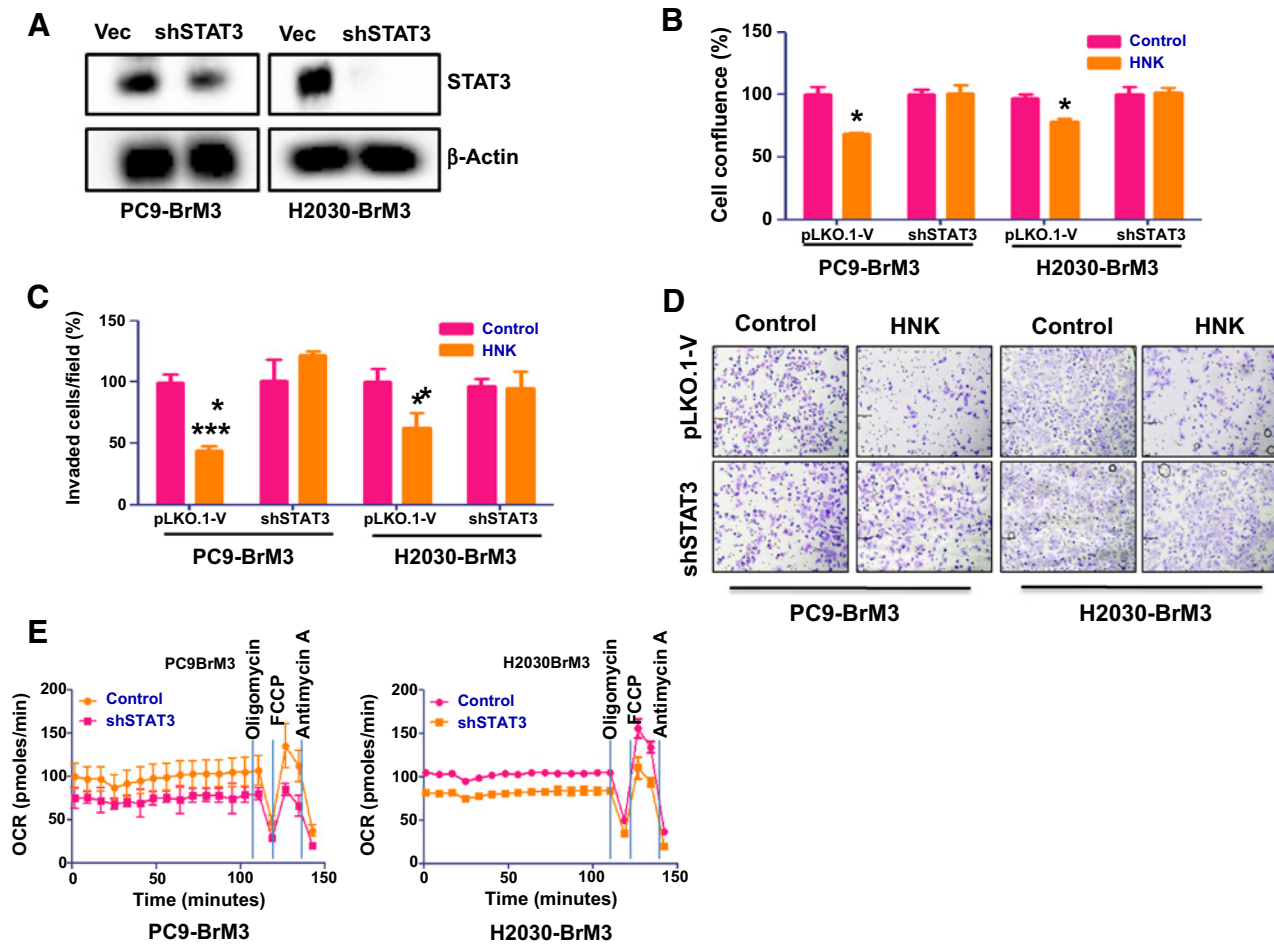 A
Vec shSTAT3 Vec shSTAT3
STAT3
β-Actin
PC9-BrM3 H2030-BrM3
B
Cell confluence (%)
150
100
50
0
Control
HNK
*
*
pLKO.1-V shSTAT3 pLKO.1-V shSTAT3
PC9-BrM3 H2030-BrM3
C
Invaded cells/field (%)
150
100
50
0
Control
HNK
*
***
**
pLKO.1-V shSTAT3 pLKO.1-V shSTAT3
PC9-BrM3 H2030-BrM3
D
Control HNK Control HNK
pLKO.1-V
shSTAT3
PC9-BrM3 H2030-BrM3
E
PC9BrM3
OCR (pmoles/min)
200
150
100
50
0
Control
shSTAT3
Oligomycin
FCCP
Antimycin A
0 50 100 150
Time (minutes)
PC9-BrM3
H2030BrM3
OCR (pmoles/min)
200
150
100
50
0
Control
shSTAT3
Oligomycin
FCCP
Antimycin A
0 50 100 150
Time (minutes)
H2030-BrM3